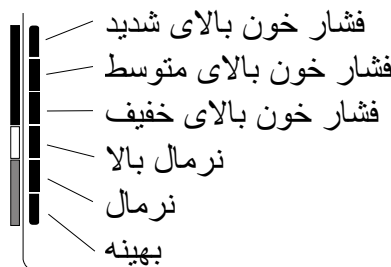 فشار خون بالای شدید
فشار خون بالای متوسط
فشار خون بالای خفیف
نرمال بالا
نرمال
بهینه